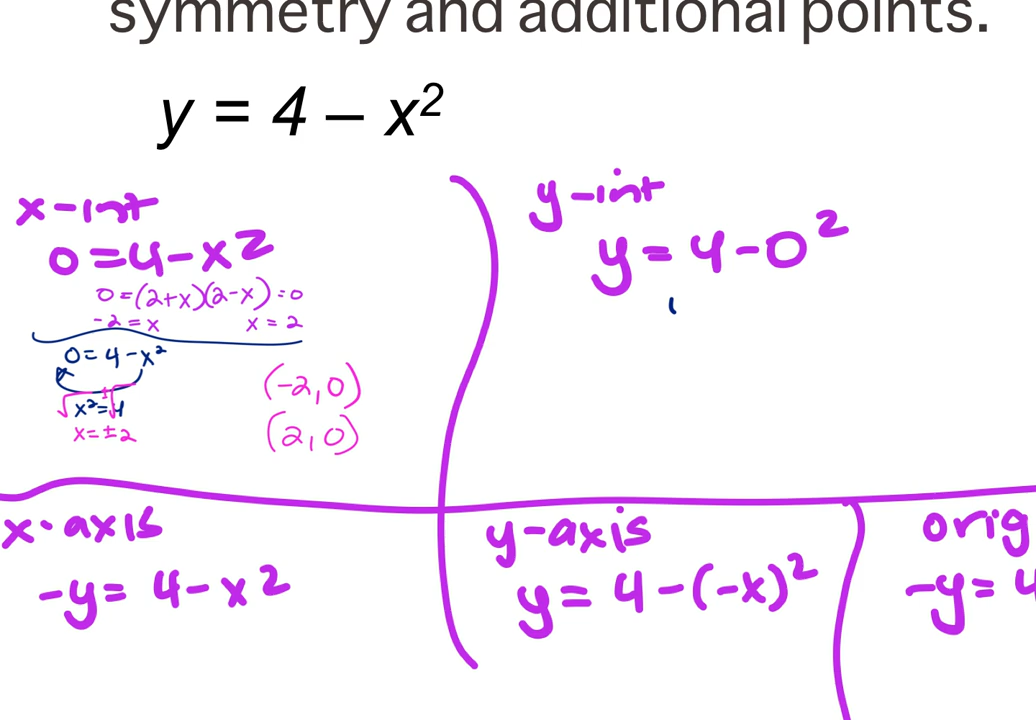 symmetry and additional points.
y = 4 – x²
x-int
0 = 4 - x²
0 = (2+x)(2-x) = 0
-2 = x x = 2
0 = 4 - x²
√x² = ±√4
x = ±2
(-2, 0)
(2, 0)
y-int
y = 4 - 0²
x-axis
-y = 4 - x²
y-axis
y = 4 - (-x)²
orig
-y = 4